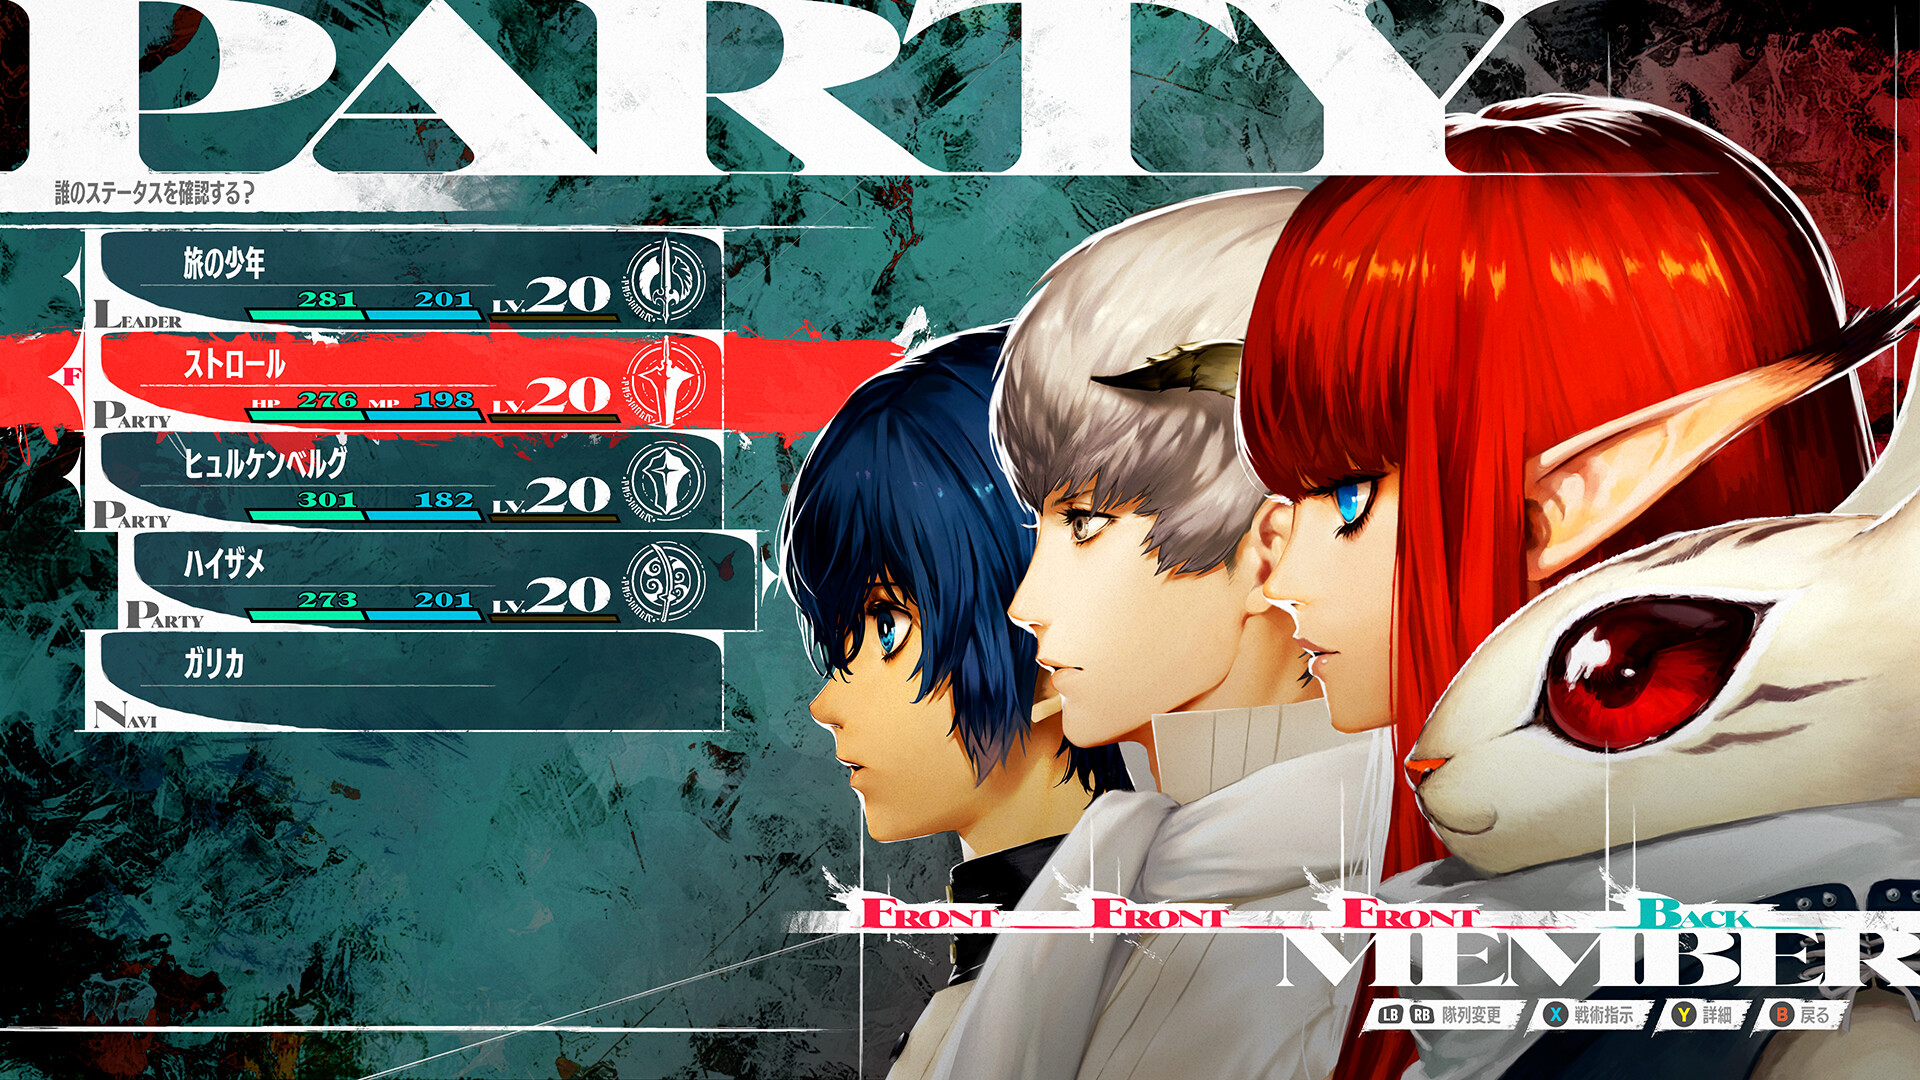 PARTY
誰のステータスを確認する？
旅の少年
LEADER 281 201 LV.20
ストロール
F
PARTY HP 276 MP 198 LV.20
ヒュルケンベルグ
PARTY 301 182 LV.20
ハイザメ
PARTY 273 201 LV.20
ガリカ
NAVI
FRONT FRONT FRONT BACK
MEMBER
LB RB 隊列変更 X 戦術指示 Y 詳細 B 戻る